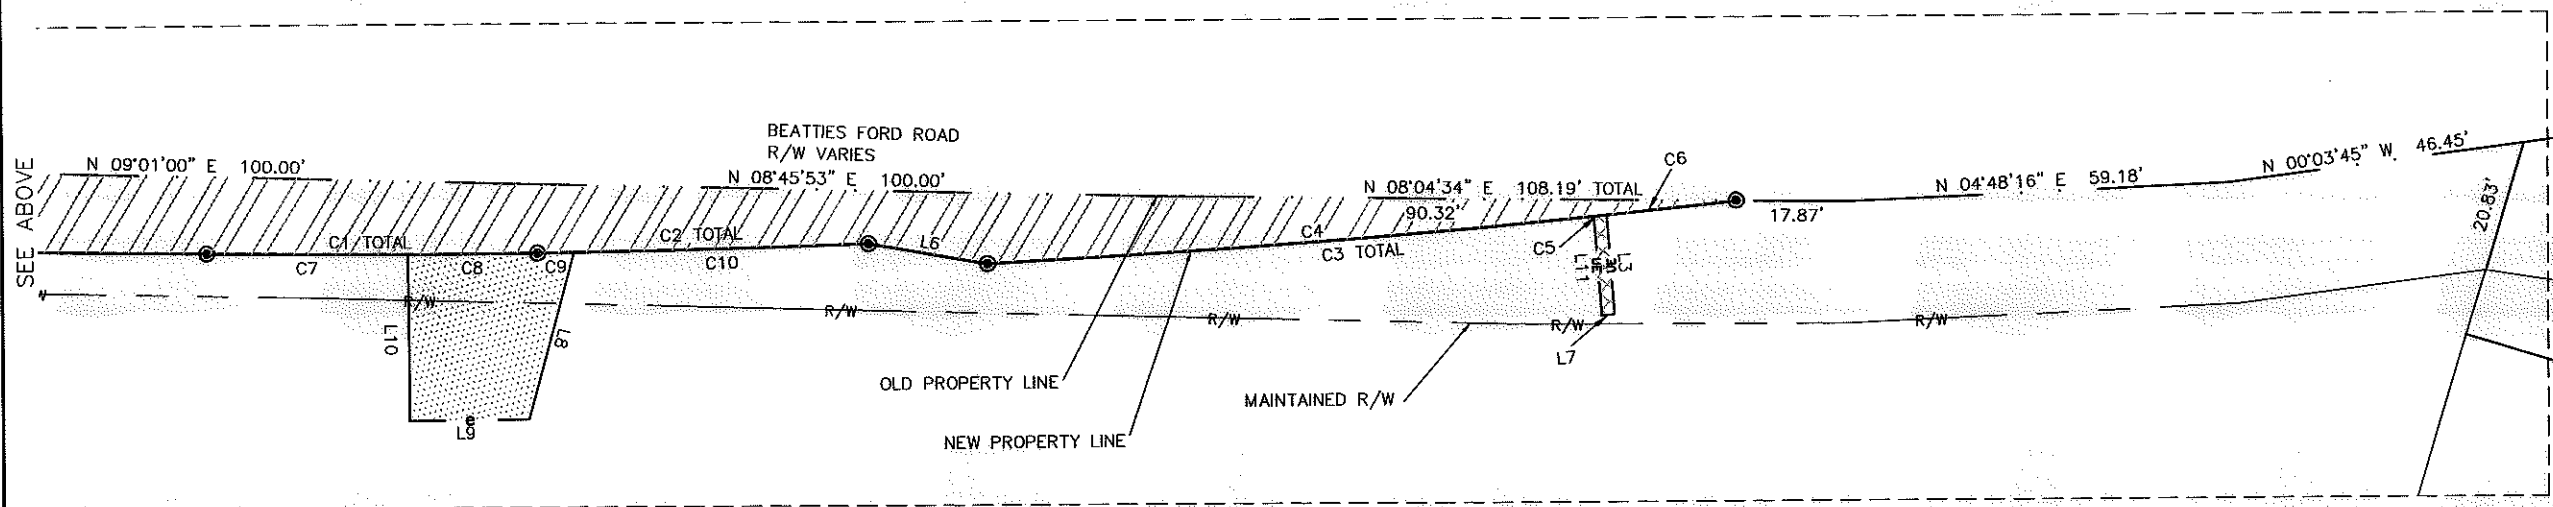 SEE ABOVE
N 09°01'00" E 100.00'
BEATTIES FORD ROAD
R/W VARIES
N 08°45'53" E 100.00'
N 08°04'34" E 108.19' TOTAL
90.32'
C6
17.87'
N 04°48'16" E 59.18'
N 00°03'45" W 46.45'
20.83'
C1 TOTAL
C7
C8
C9
C2 TOTAL
C10
L6
C4
C3 TOTAL
C5
L11
L3
L7
R/W
R/W
R/W
R/W
R/W
L10
L8
e
L9
OLD PROPERTY LINE
NEW PROPERTY LINE
MAINTAINED R/W